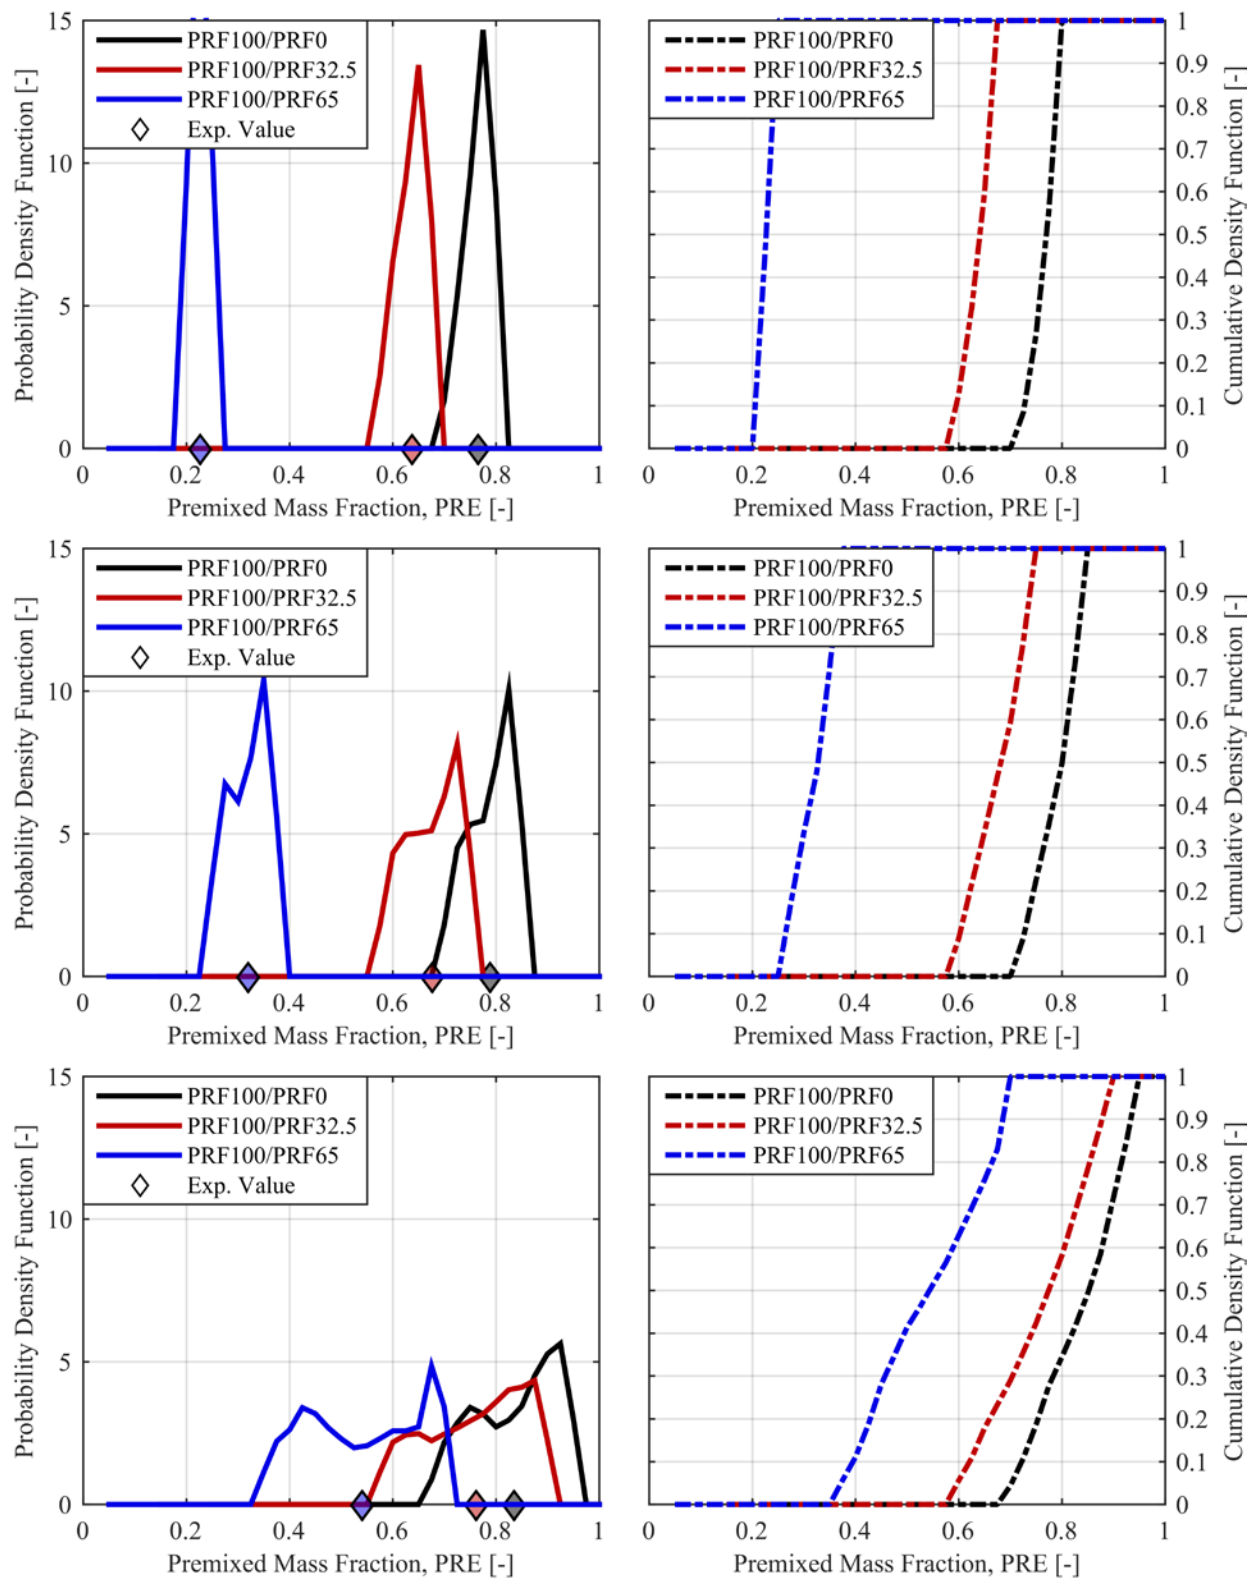 Probability Density Function [-]
15
10
5
0
PRF100/PRF0
PRF100/PRF32.5
PRF100/PRF65
Exp. Value
0 0.2 0.4 0.6 0.8 1
Premixed Mass Fraction, PRE [-]
PRF100/PRF0
PRF100/PRF32.5
PRF100/PRF65
1
0.9
0.8
0.7
0.6
0.5
0.4
0.3
0.2
0.1
0
Cumulative Density Function [-]
0 0.2 0.4 0.6 0.8 1
Premixed Mass Fraction, PRE [-]
Probability Density Function [-]
15
10
5
0
PRF100/PRF0
PRF100/PRF32.5
PRF100/PRF65
Exp. Value
0 0.2 0.4 0.6 0.8 1
Premixed Mass Fraction, PRE [-]
PRF100/PRF0
PRF100/PRF32.5
PRF100/PRF65
1
0.9
0.8
0.7
0.6
0.5
0.4
0.3
0.2
0.1
0
Cumulative Density Function [-]
0 0.2 0.4 0.6 0.8 1
Premixed Mass Fraction, PRE [-]
Probability Density Function [-]
15
10
5
0
PRF100/PRF0
PRF100/PRF32.5
PRF100/PRF65
Exp. Value
0 0.2 0.4 0.6 0.8 1
Premixed Mass Fraction, PRE [-]
PRF100/PRF0
PRF100/PRF32.5
PRF100/PRF65
1
0.9
0.8
0.7
0.6
0.5
0.4
0.3
0.2
0.1
0
Cumulative Density Function [-]
0 0.2 0.4 0.6 0.8 1
Premixed Mass Fraction, PRE [-]